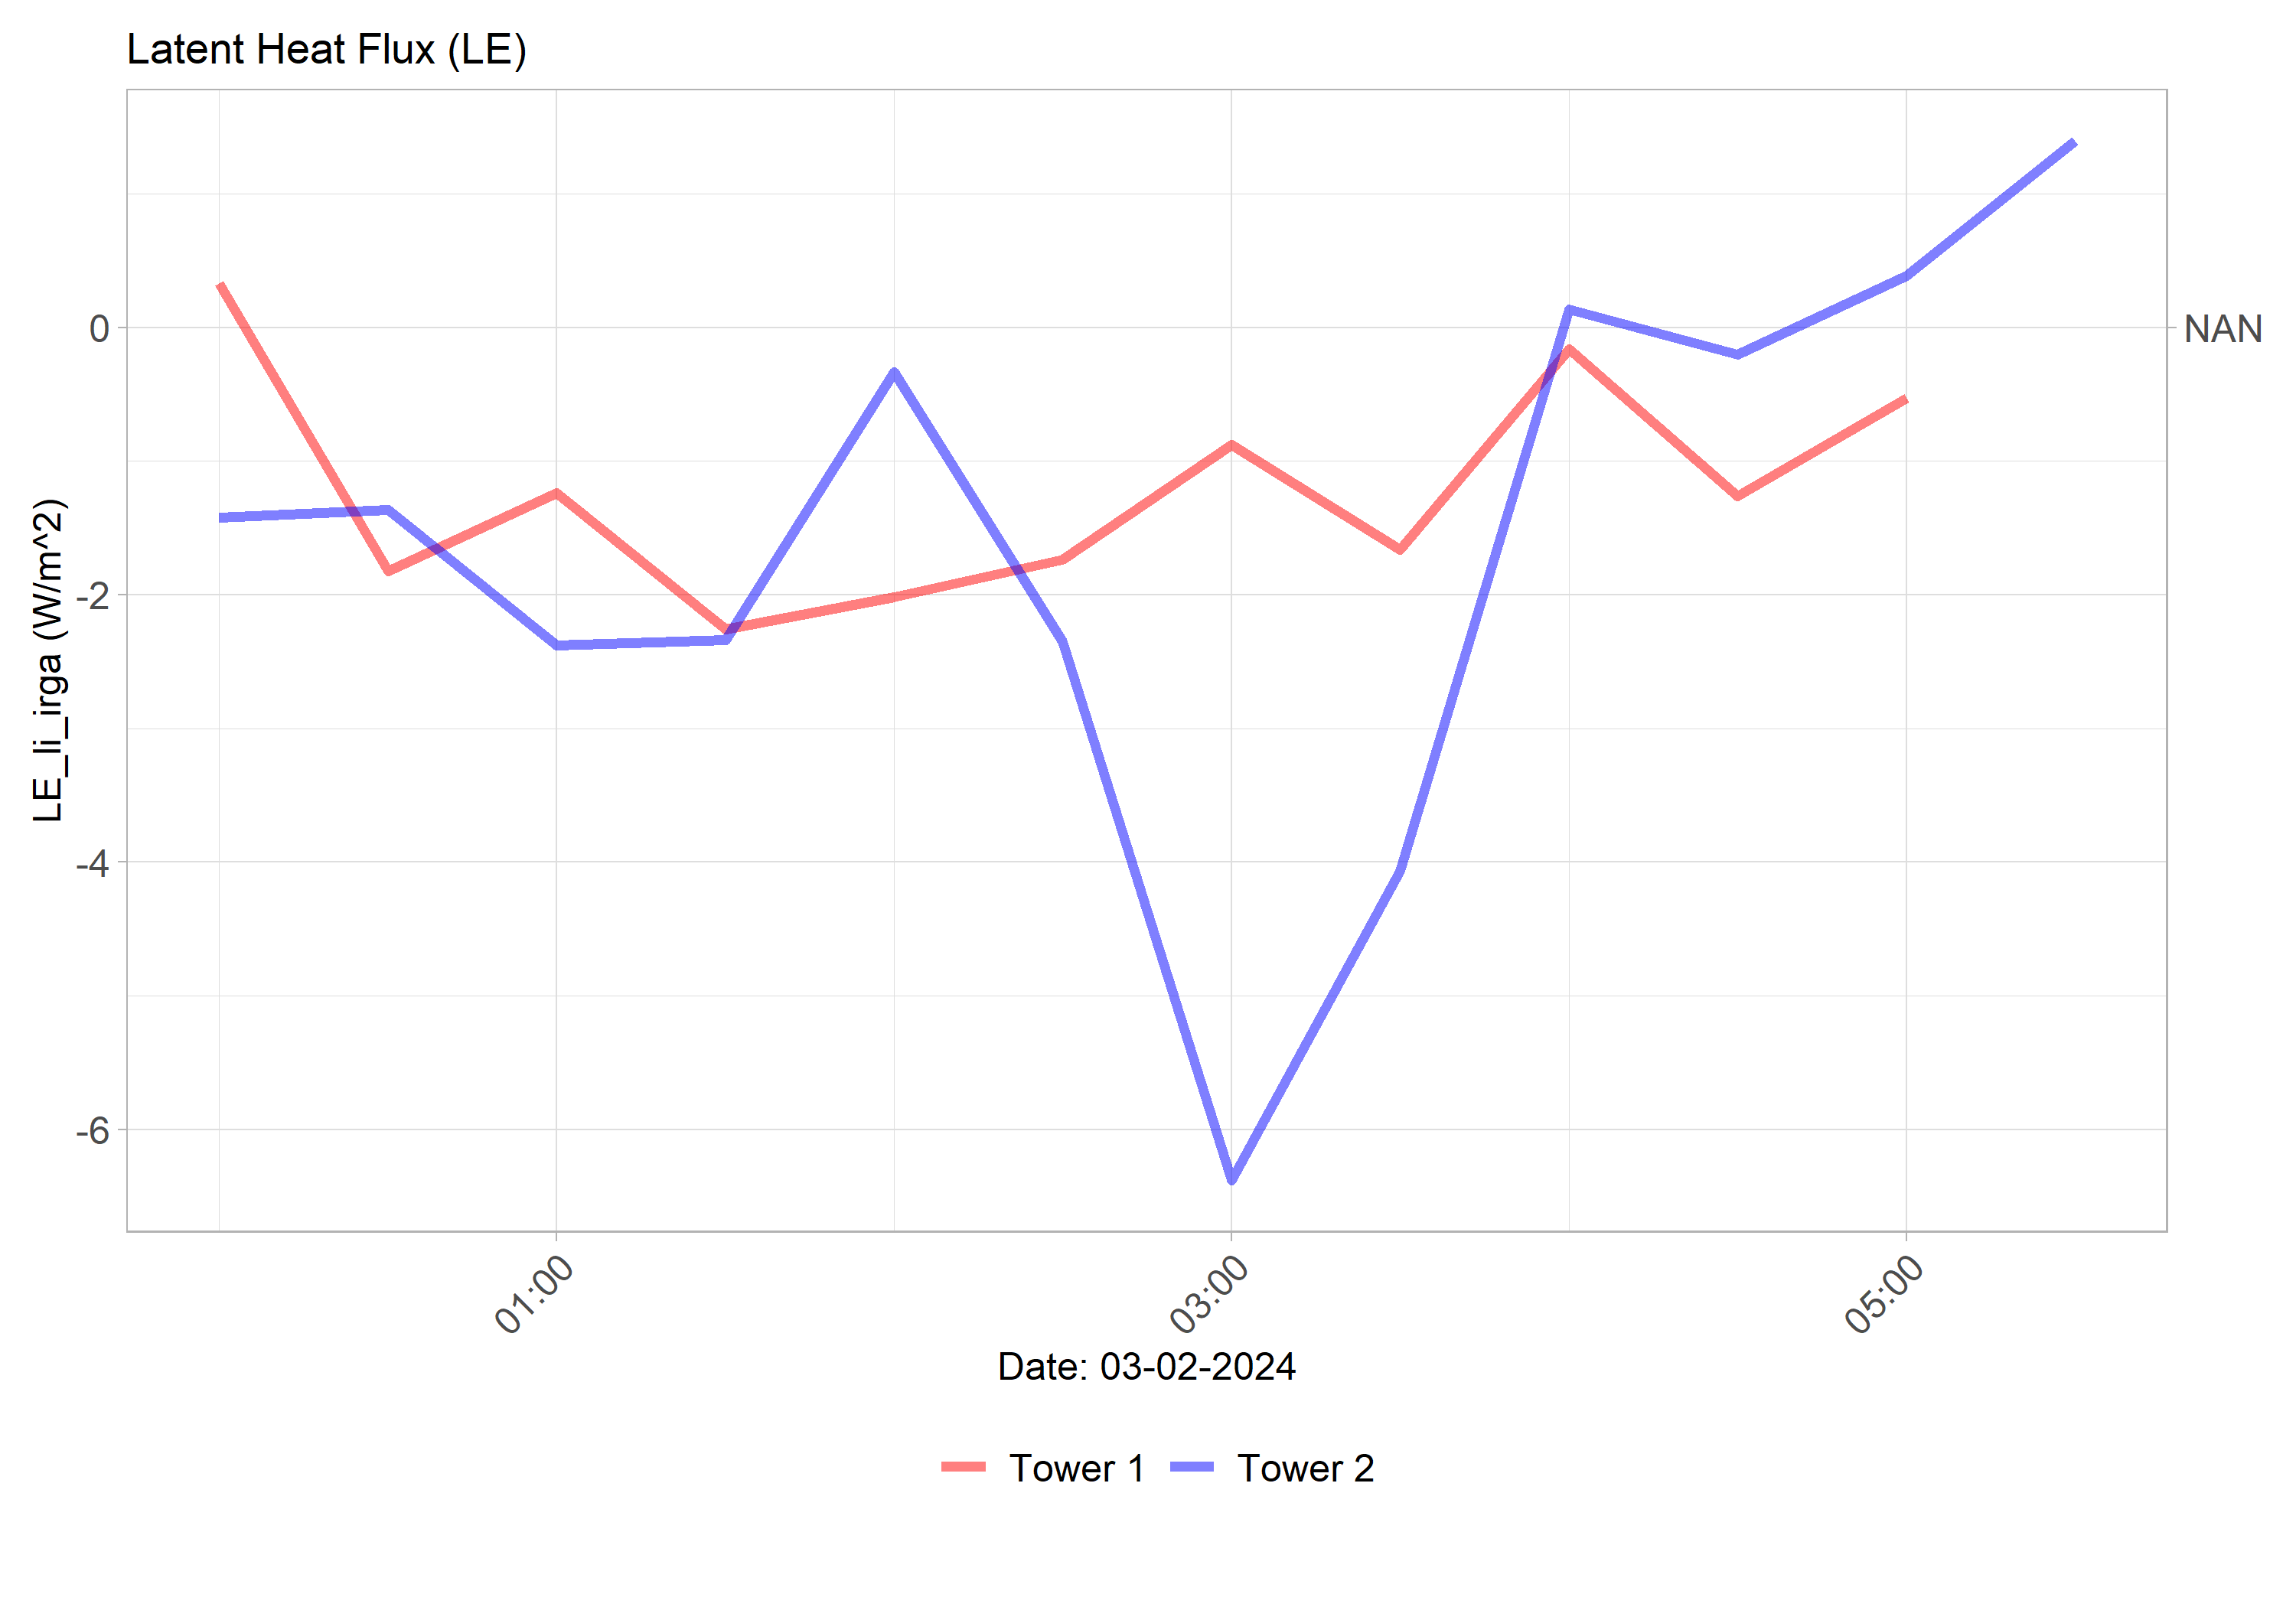 Latent Heat Flux (LE)
LE_li_irga (W/m^2)
0
-2
-4
-6
NAN
01:00
03:00
05:00
Date: 03-02-2024
Tower 1
Tower 2